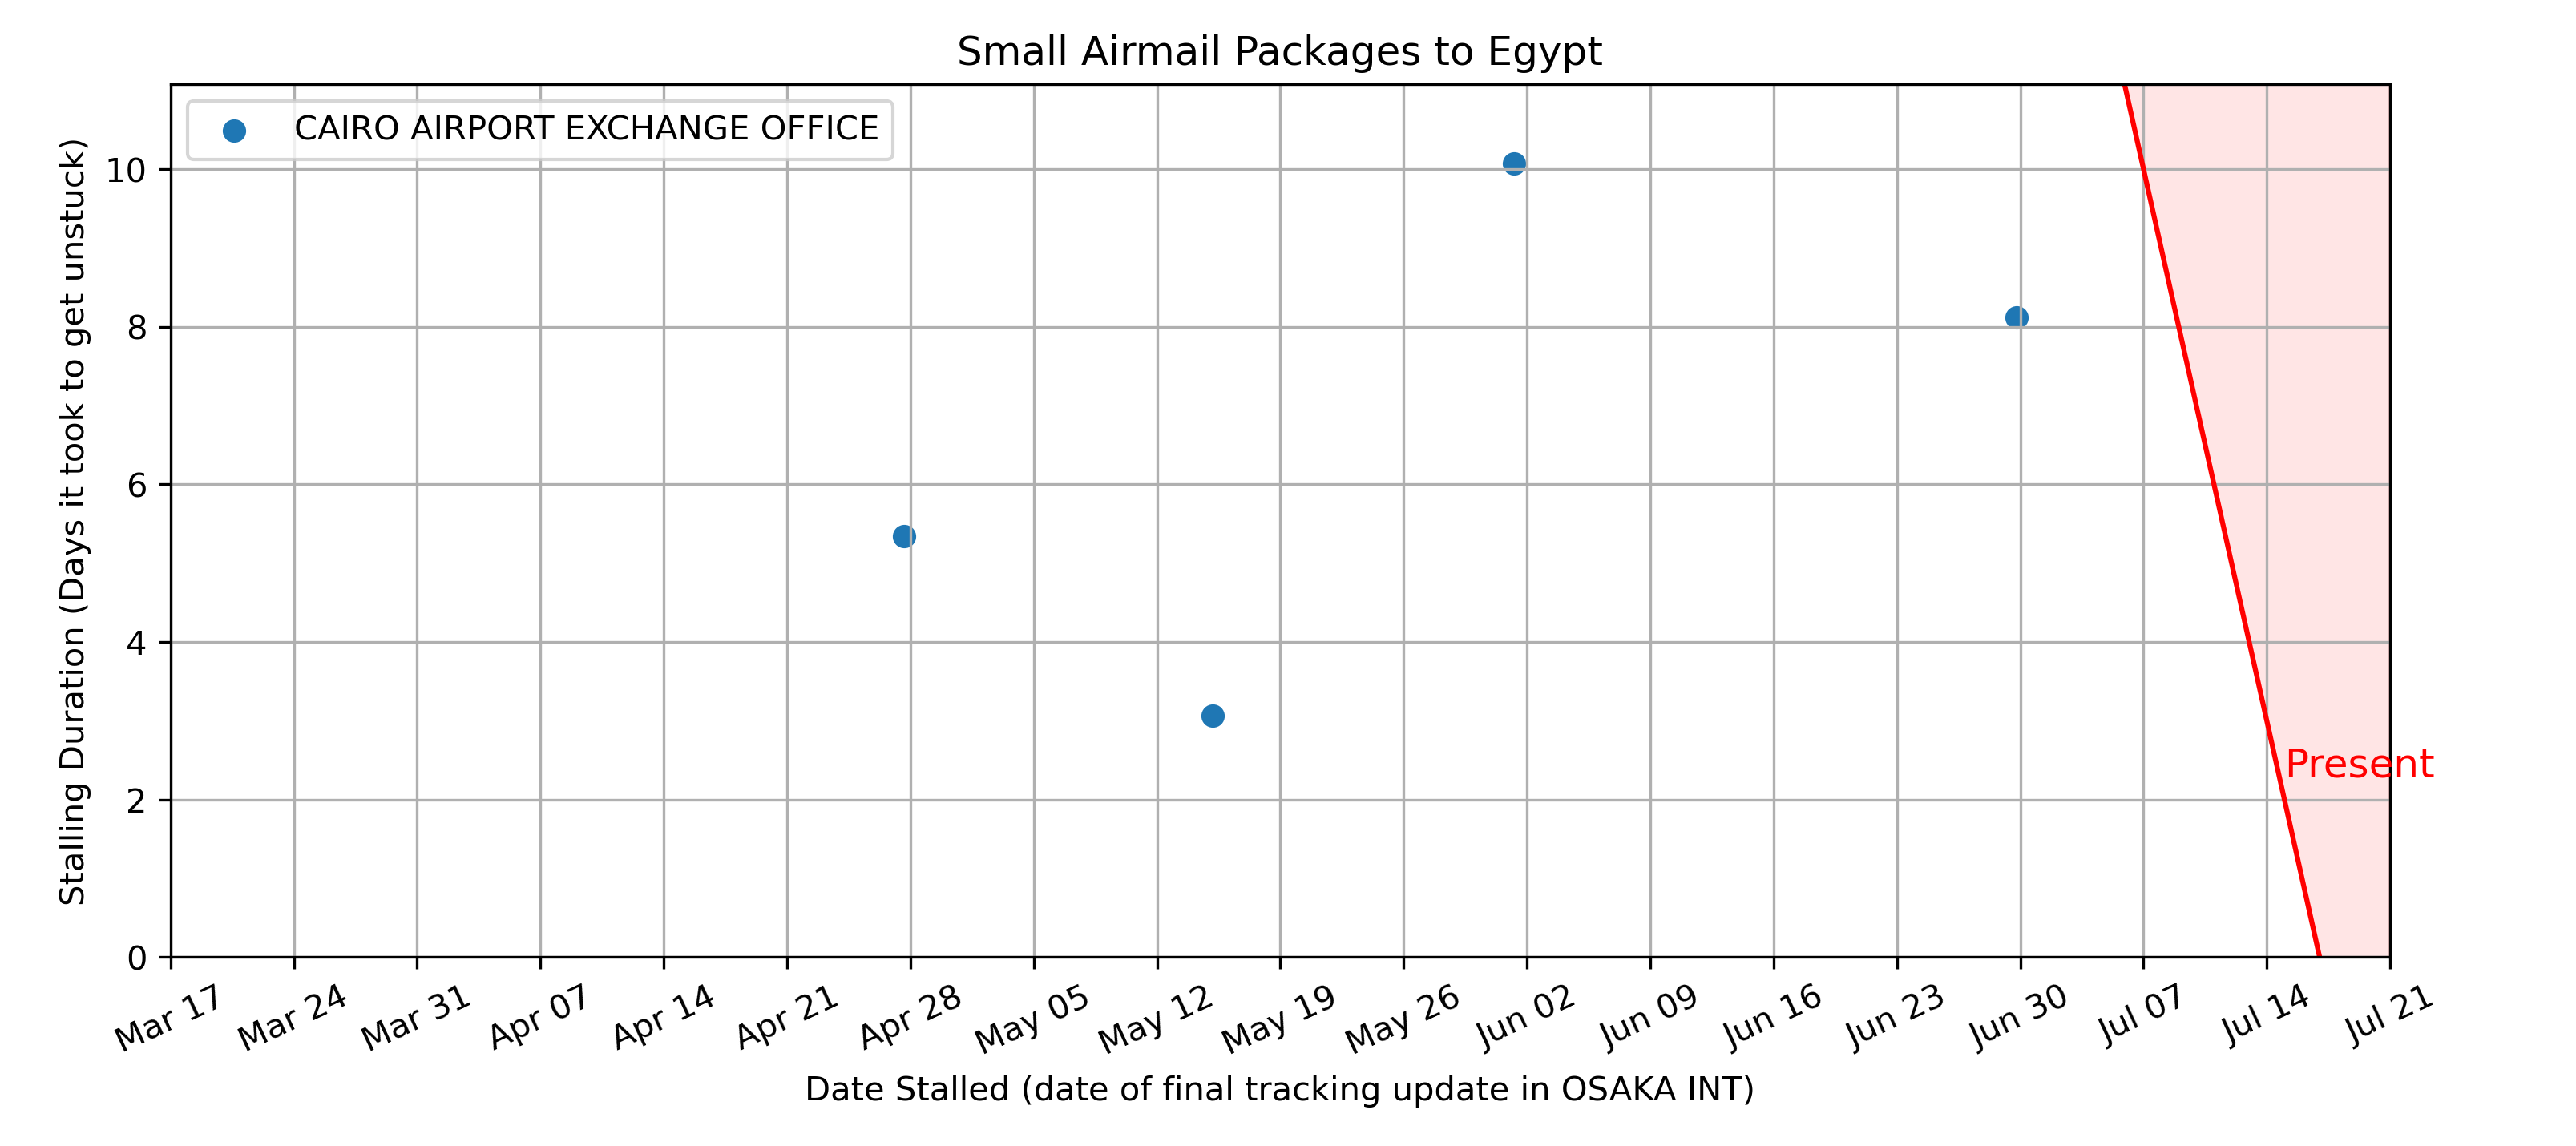 Small Airmail Packages to Egypt
CAIRO AIRPORT EXCHANGE OFFICE
Stalling Duration (Days it took to get unstuck)
10
8
6
4
2
0
Present
Mar 17
Mar 24
Mar 31
Apr 07
Apr 14
Apr 21
Apr 28
May 05
May 12
May 19
May 26
Jun 02
Jun 09
Jun 16
Jun 23
Jun 30
Jul 07
Jul 14
Jul 21
Date Stalled (date of final tracking update in OSAKA INT)